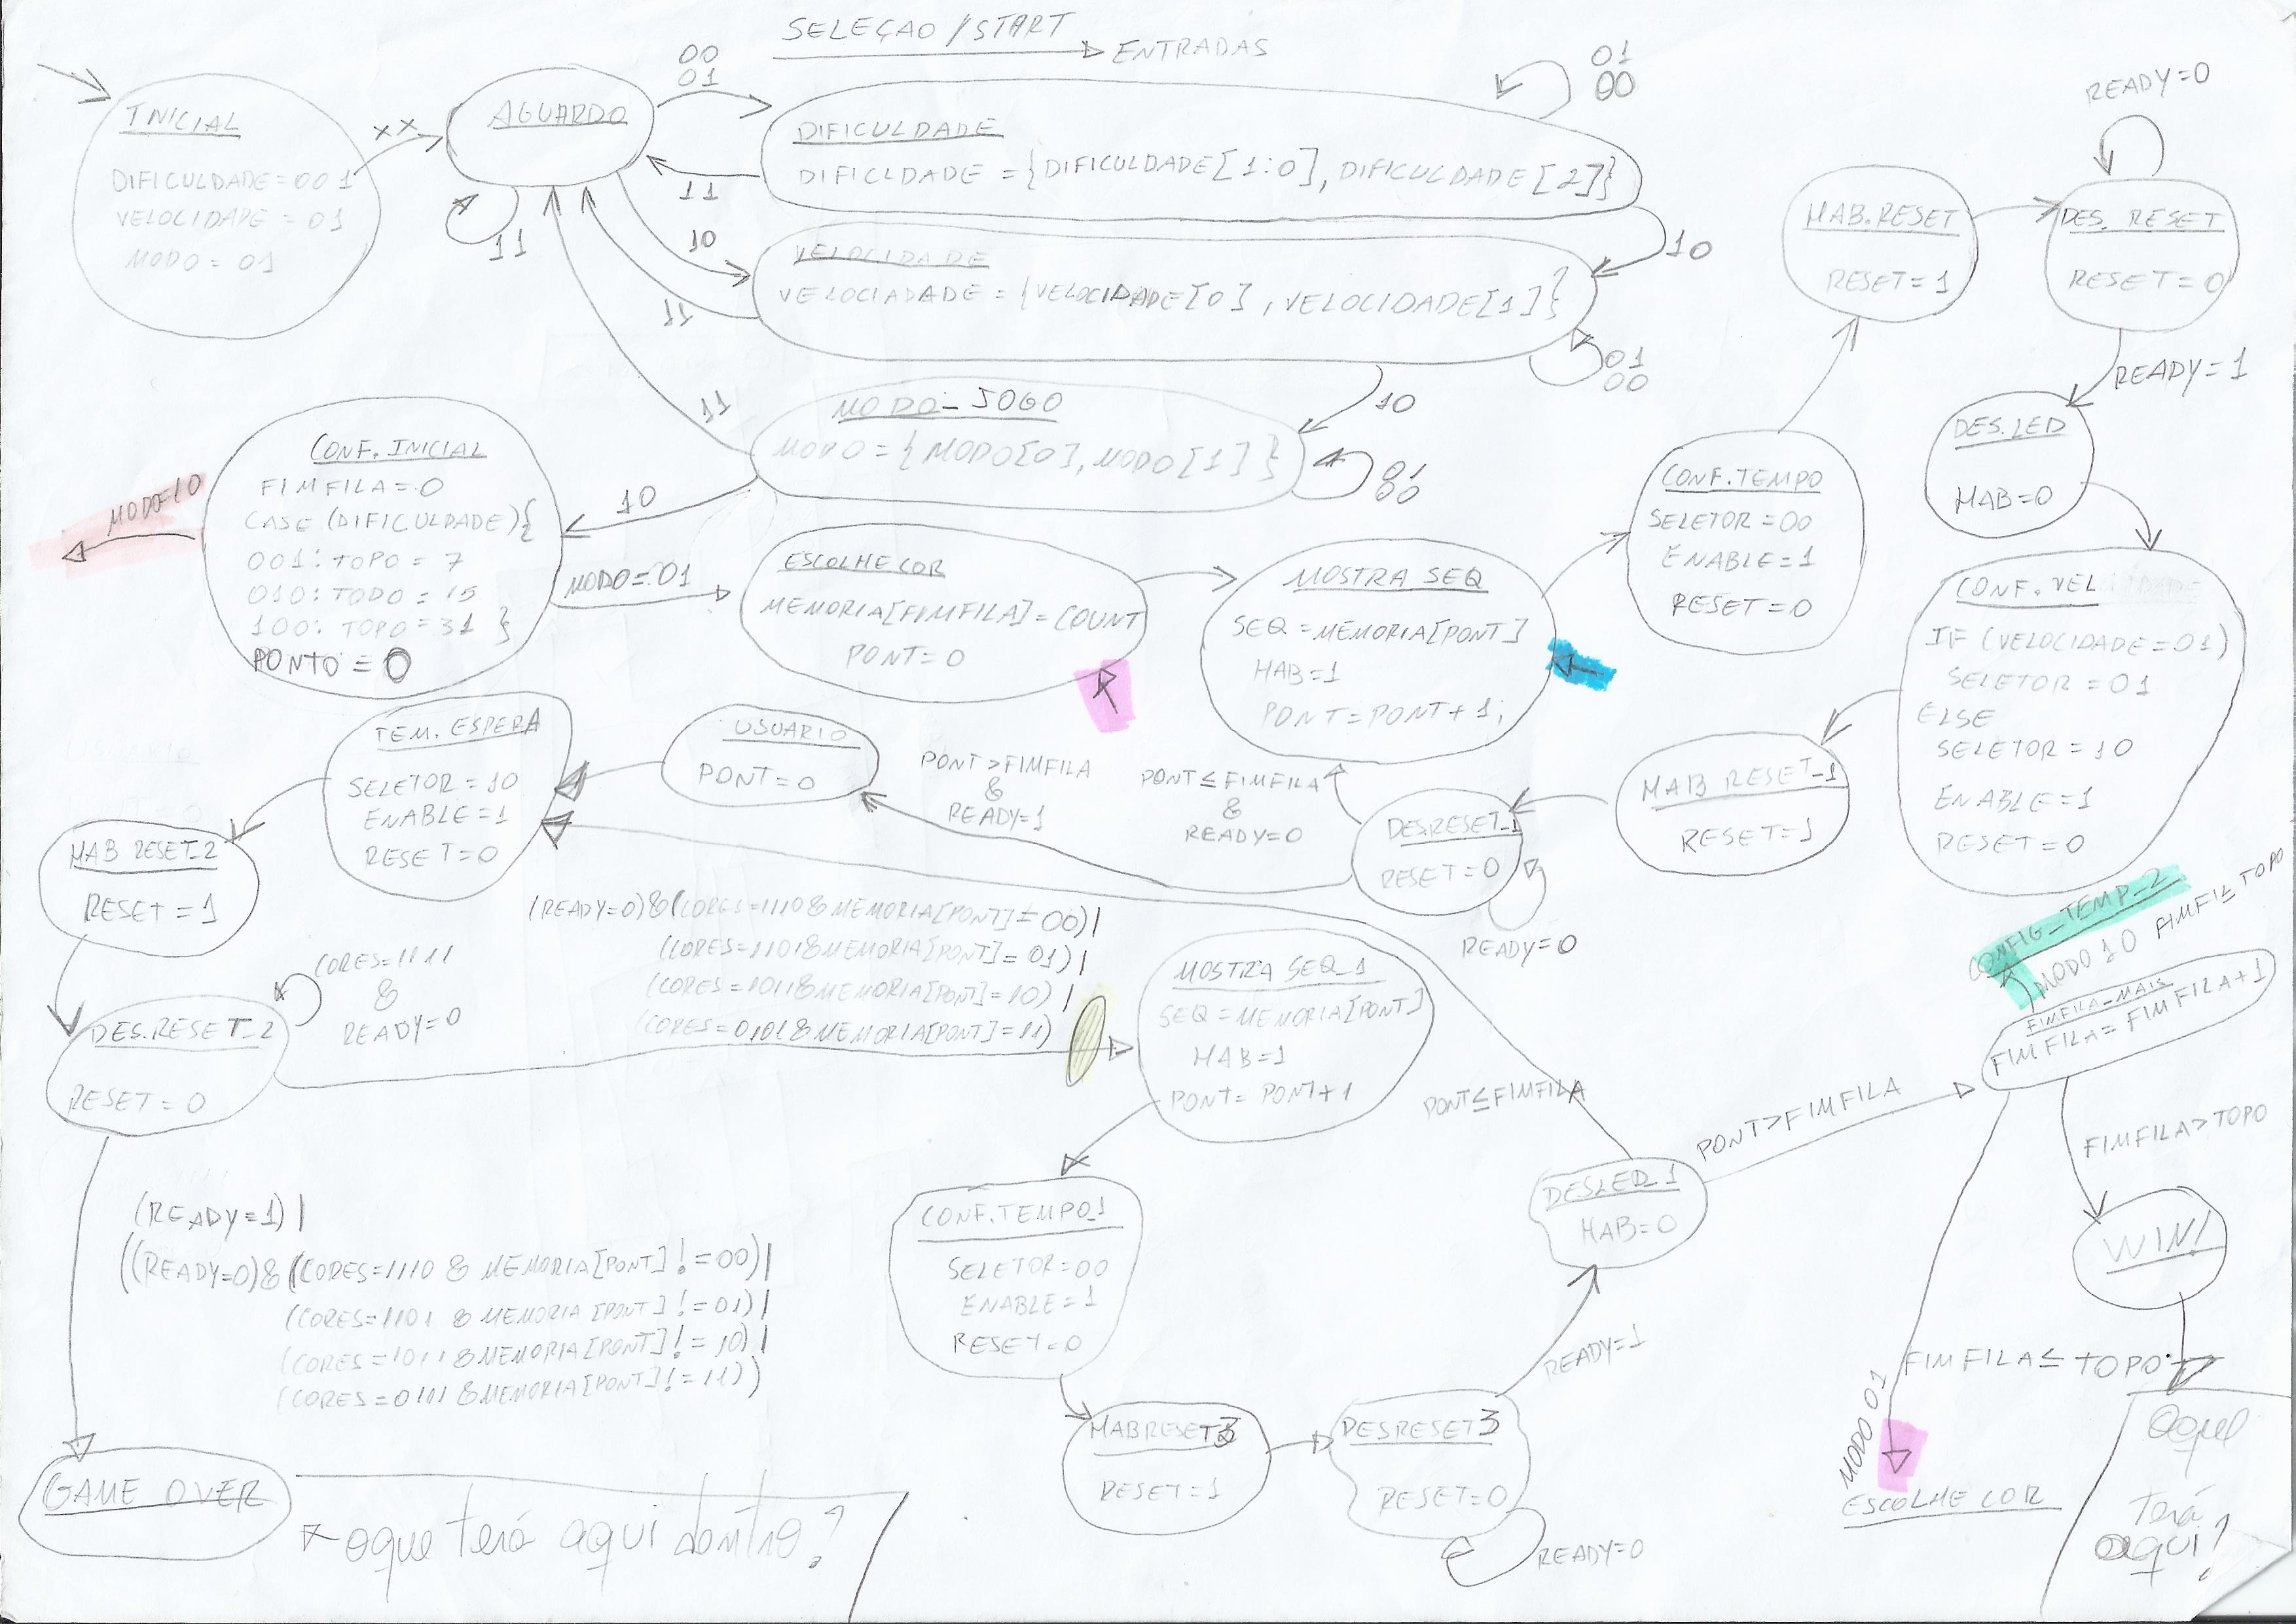 SELEÇAO / START
ENTRADAS
INICIAL
DIFICULDADE=001
VELOCIDADE = 01
MODO = 01
XX
AGUARDO
11
00
01
11
10
11
11
DIFICULDADE
DIFICLDADE = {DIFICULDADE[1:0], DIFICULDADE[2]}
01
00
10
VELOCIDADE
VELOCIADADE = {VELOCIDADE[0], VELOCIDADE[1]}
01
00
10
MODO_JOGO
MODO = {MODO[0], MODO[1]}
01
00
10
CONF. INICIAL
FIMFILA=0
CASE (DIFICULDADE){
001: TOPO = 7
010: TODO = 15
100: TOPO = 31 }
PONTO = 0
MODO=10
MODO=01
ESCOLHE COR
MEMORIA[FIMFILA]=COUNT
PONT=0
MOSTRA SEQ
SEQ=MEMORIA[PONT]
HAB=1
PONT=PONT+1;
CONF.TEMPO
SELETOR=00
ENABLE=1
RESET=0
HAB.RESET
RESET=1
READY=0
DES. RESET
RESET=0
READY=1
DES.LED
HAB=0
CONF.VEL
IF (VELOCIDADE=01)
SELETOR = 01
ELSE
SELETOR = 10
ENABLE=1
RESET=0
HAB RESET_1
RESET=1
DESRESET_1
RESET=0
READY=0
PONT≤FIMFILA
&
READY=0
PONT>FIMFILA
&
READY=1
USUARIO
PONT=0
TEM. ESPERA
SELETOR=10
ENABLE=1
RESET=0
HAB RESET_2
RESET=1
DES.RESET_2
RESET=0
CORES=1111
&
READY=0
(READY=0)&(CORES=1110&MEMORIA[PONT]=00)|
(CORES=1101&MEMORIA[PONT]=01)|
(CORES=1011&MEMORIA[PONT]=10)|
(CORES=0101&MEMORIA[PONT]=11)
MOSTRA SEQ_1
SEQ=MEMORIA[PONT]
HAB=1
PONT=PONT+1
CONF.TEMPO_1
SELETOR=00
ENABLE=1
RESET=0
HABRESET3
RESET=1
DESRESET3
RESET=0
READY=0
READY=1
DESLED_1
HAB=0
PONT≤FIMFILA
PONT>FIMFILA
CONFIG_TEMP_2
MODO 10 FIMFI≤TOPO
FIMFILA_MAIS
FIMFILA=FIMFILA+1
FIMFILA>TOPO
WIN!
FIMFILA≤TOPO
MODO 01
ESCOLHE COR
oque
terá
aqui?
(READY=1)|
((READY=0)&((CORES=1110 & MEMORIA[PONT]!=00)|
(CORES=1101 & MEMORIA[PONT]!=01)|
(CORES=1011&MEMORIA[PONT]!=10)|
(CORES=0111&MEMORIA[PONT]!=11))
GAME OVER
oque terá aqui dentro?